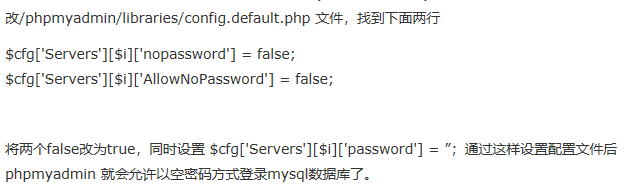 改/phpmyadmin/libraries/config.default.php 文件，找到下面两行
$cfg['Servers'][$i]['nopassword'] = false;
$cfg['Servers'][$i]['AllowNoPassword'] = false;
将两个false改为true，同时设置 $cfg['Servers'][$i]['password'] = ”；通过这样设置配置文件后
phpmyadmin 就会允许以空密码方式登录mysql数据库了。